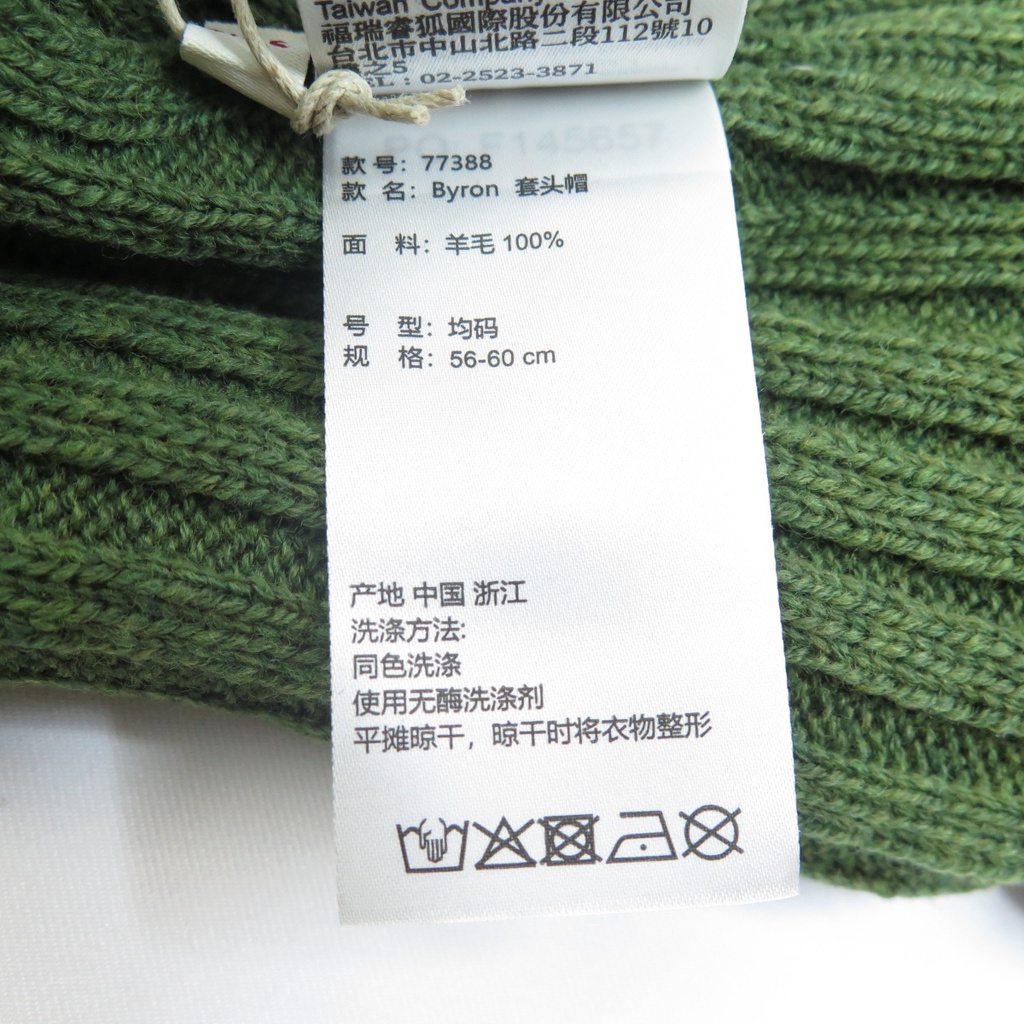 Taiwan Company
福瑞睿狐國際股份有限公司
台北市中山北路二段112號10
之5
: 02-2523-3871
PO F145657
款 号: 77388
款 名: Byron 套头帽
面 料: 羊毛 100%
号 型: 均码
规 格: 56-60 cm
产地 中国 浙江
洗涤方法:
同色洗涤
使用无酶洗涤剂
平摊晾干，晾干时将衣物整形